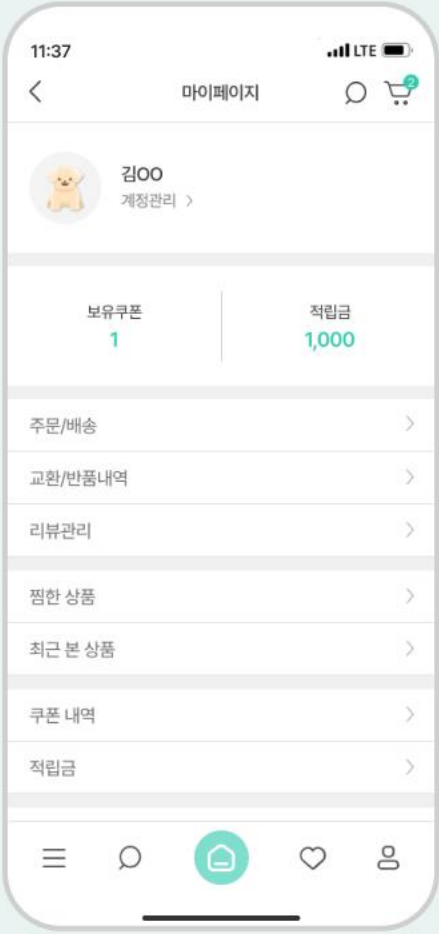 11:37
LTE
마이페이지
2
김OO
계정관리
보유쿠폰
1
적립금
1,000
주문/배송
교환/반품내역
리뷰관리
찜한 상품
최근 본 상품
쿠폰 내역
적립금